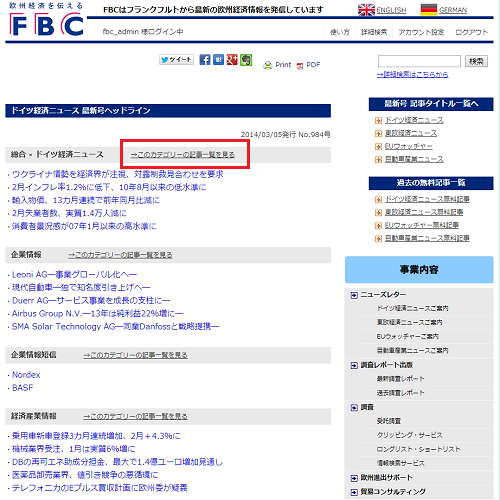 欧州経済を伝える
FBC
FBCはフランクフルトから最新の欧州経済情報を発信しています
ENGLISH
GERMAN
fbc_admin 様ログイン中
使い方
詳細検索
アカウント設定
ログアウト
ツイート
Print
PDF
検索
→詳細検索はこちらから
ドイツ経済ニュース 最新号ヘッドライン
2014/03/05発行 No.984号
総合 - ドイツ経済ニュース
→このカテゴリーの記事一覧を見る
・ウクライナ情勢を経済界が注視、対露制裁見合わせを要求
・2月インフレ率1.2％に低下、10年8月以来の低水準に
・輸入物価、13カ月連続で前年同月比減に
・2月失業者数、実質1.4万人減に
・消費者景況感が07年1月以来の高水準に
企業情報
→このカテゴリーの記事一覧を見る
・Leoni AG―事業グローバル化へ―
・現代自動車―独で知名度引き上げへ―
・Duerr AG―サービス事業を成長の支柱に―
・Airbus Group N.V.―13年は純利益22％増に―
・SMA Solar Technology AG―同業Danfossと戦略提携―
企業情報短信
→このカテゴリーの記事一覧を見る
・Nordex
・BASF
経済産業情報
→このカテゴリーの記事一覧を見る
・乗用車新車登録3カ月連続増加、2月＋4.3％に
・機械業界受注、1月は実質6％増に
・DBの再可エネ助成分担金、最大で1.4億ユーロ増加見通し
・医薬品卸売業界、値引き競争の悪循環に
・テレフォニカのEプルス買収計画に欧州委が疑義
最新号 記事タイトル一覧へ
ドイツ経済ニュース
東欧経済ニュース
EUウォッチャー
自動車産業ニュース
過去の無料記事一覧
ドイツ経済ニュース無料記事
東欧経済ニュース無料記事
EUウォッチャー無料記事
自動車産業ニュース無料記事
事業内容
ニューズレター
ドイツ経済ニュースご案内
東欧経済ニュースご案内
EUウォッチャーご案内
自動車産業ニュースご案内
調査レポート出版
最新調査レポート
過去調査レポート
調査
受託調査
クリッピング・サービス
ロングリスト・ショートリスト
情報検索サービス
欧州進出サポート
貿易コンサルティング